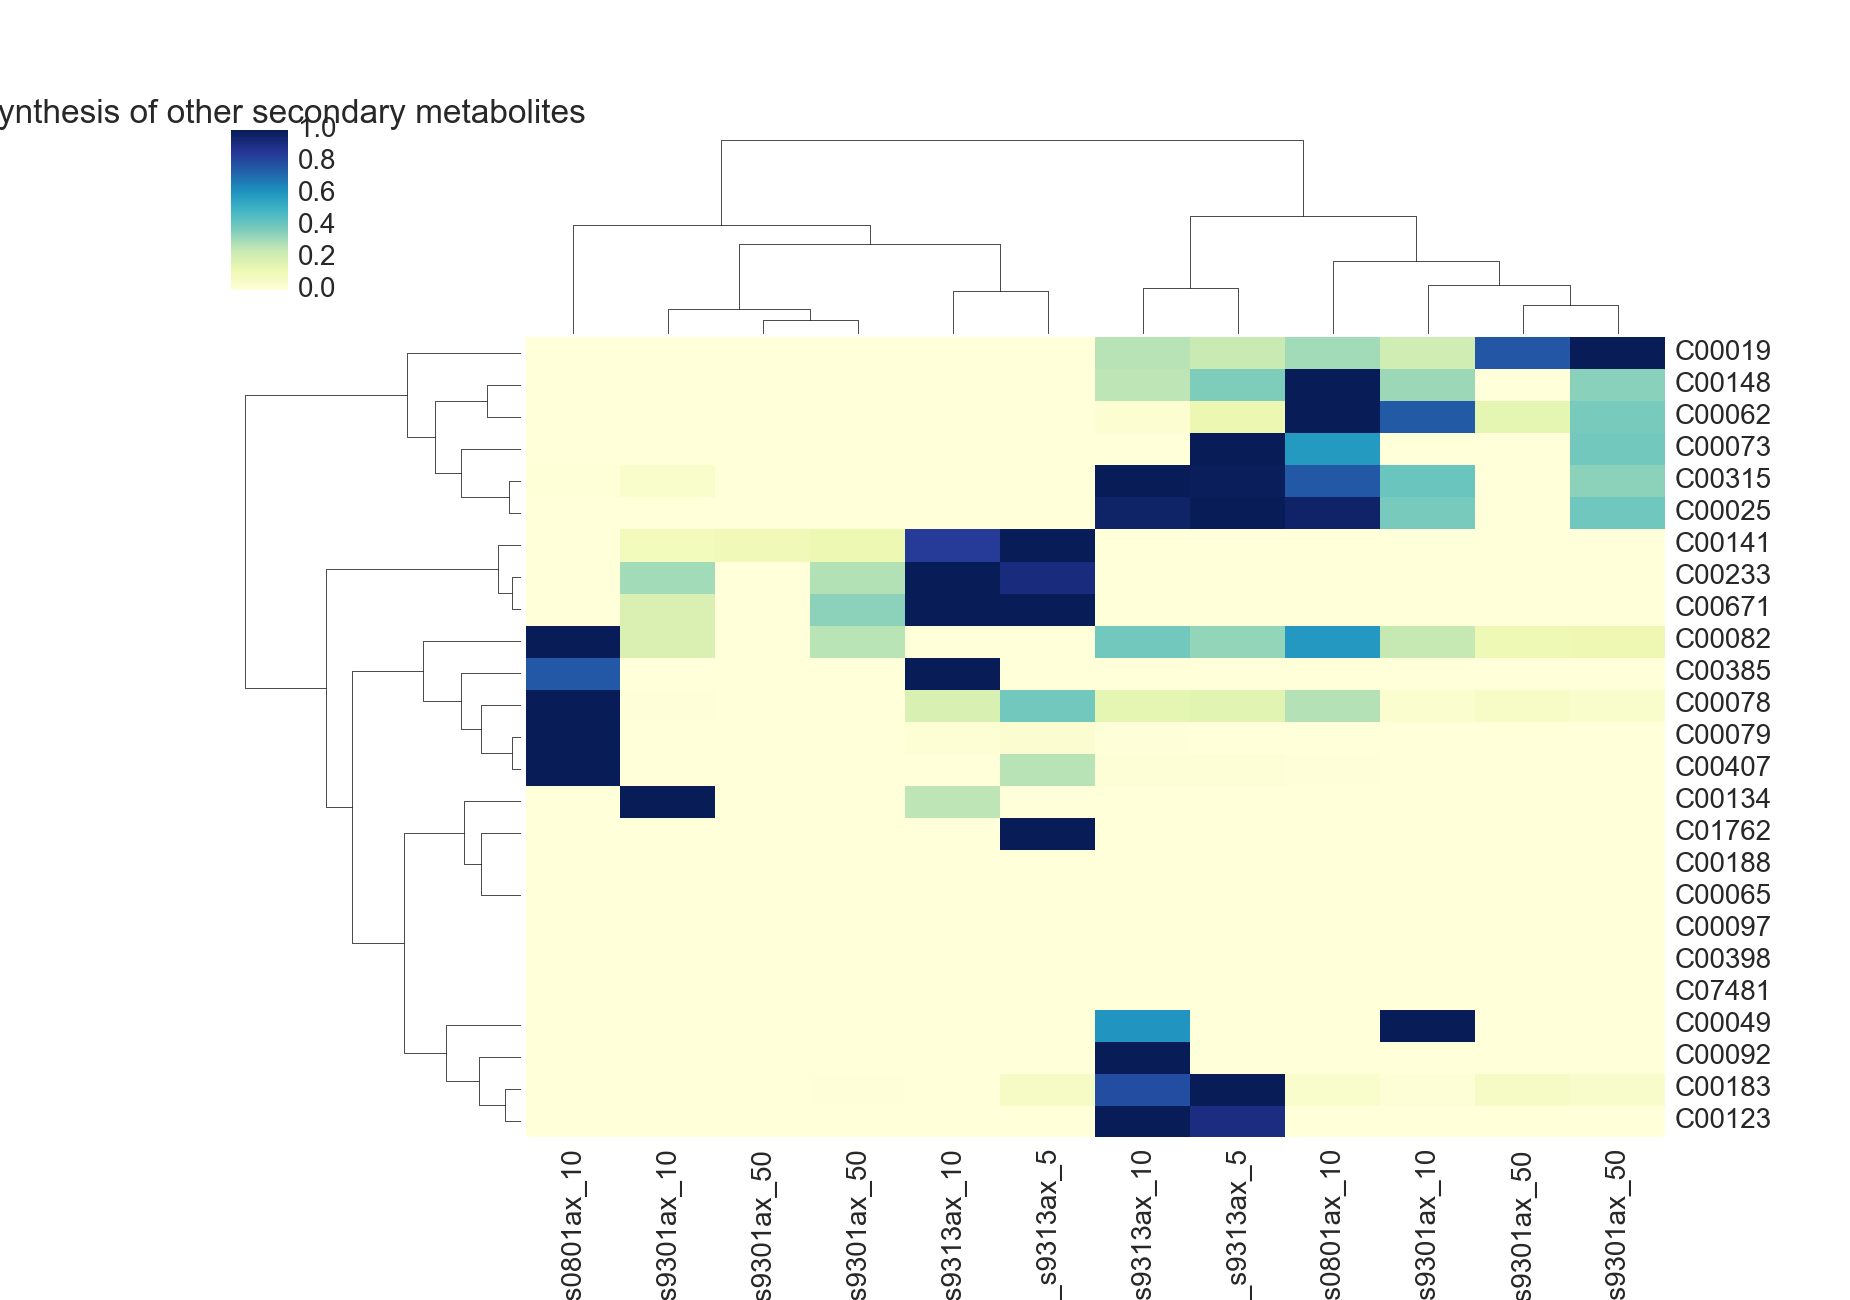 ynthesis of other secondary metabolites
1.0
0.8
0.6
0.4
0.2
0.0
C00019
C00148
C00062
C00073
C00315
C00025
C00141
C00233
C00671
C00082
C00385
C00078
C00079
C00407
C00134
C01762
C00188
C00065
C00097
C00398
C07481
C00049
C00092
C00183
C00123
s0801ax_10
s9301ax_10
s9301ax_50
s9301ax_50
s9313ax_10
_s9313ax_5
s9313ax_10
_s9313ax_5
s0801ax_10
s9301ax_10
s9301ax_50
s9301ax_50